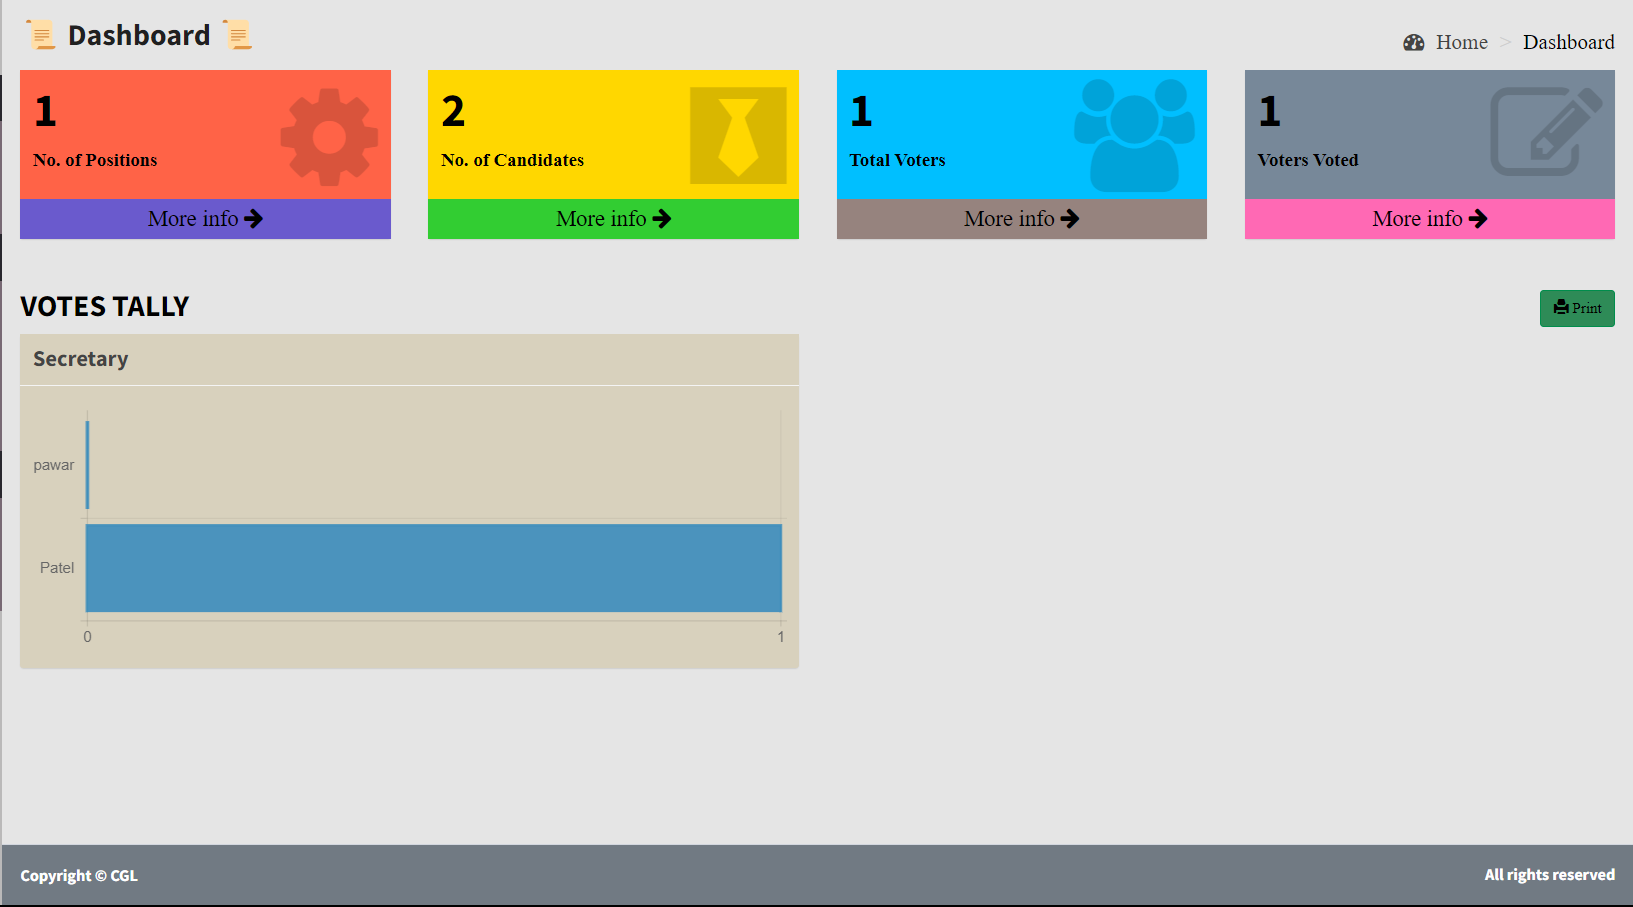 Dashboard
Home > Dashboard
1
No. of Positions
More info
2
No. of Candidates
More info
1
Total Voters
More info
1
Voters Voted
More info
VOTES TALLY
Print
Secretary
pawar
Patel
0 1
Copyright © CGL
All rights reserved